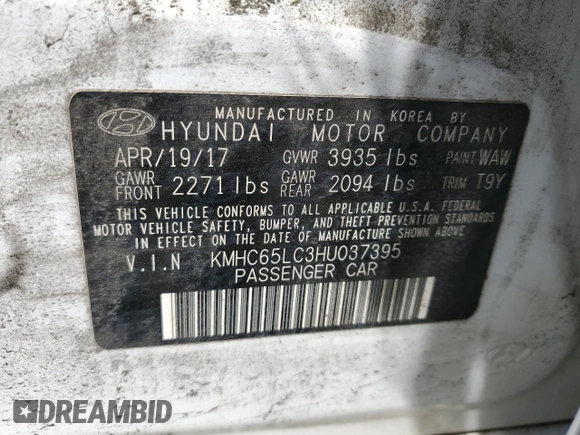 MANUFACTURED IN KOREA BY
HYUNDAI MOTOR COMPANY
APR/19/17 GVWR 3935 lbs PAINT WAW
GAWR FRONT 2271 lbs GAWR REAR 2094 lbs TRIM T9Y
THIS VEHICLE CONFORMS TO ALL APPLICABLE U.S.A. FEDERAL
MOTOR VEHICLE SAFETY, BUMPER, AND THEFT PREVENTION STANDARDS
IN EFFECT ON THE DATE OF MANUFACTURE SHOWN ABOVE
V.I.N KMHC65LC3HU037395
PASSENGER CAR
DREAMBID